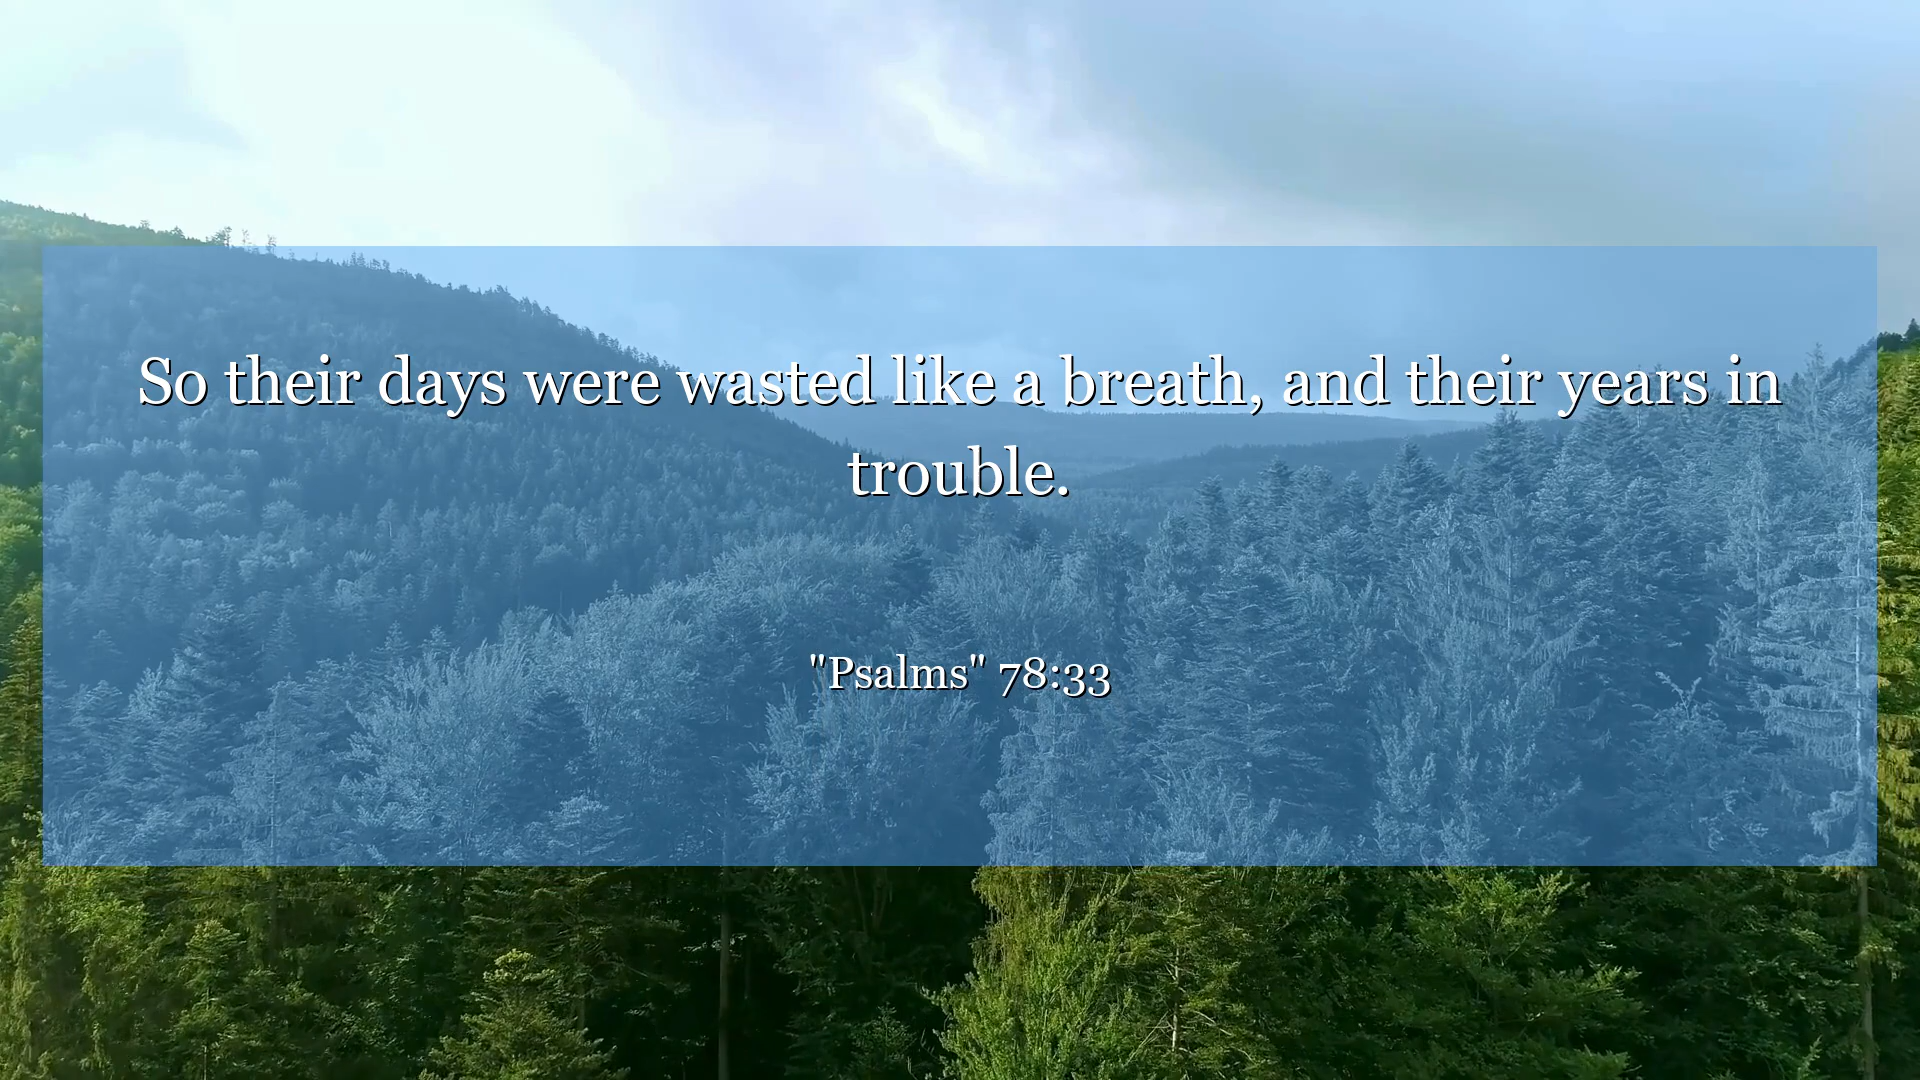 So their days were wasted like a breath, and their years in
trouble.
"Psalms" 78:33